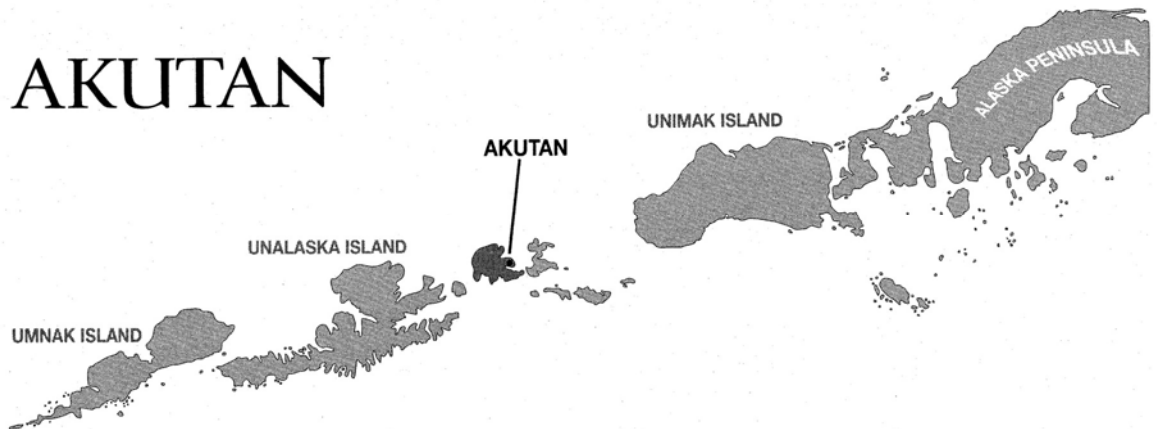 AKUTAN
ALASKA PENINSULA
UNIMAK ISLAND
AKUTAN
UNALASKA ISLAND
UMNAK ISLAND